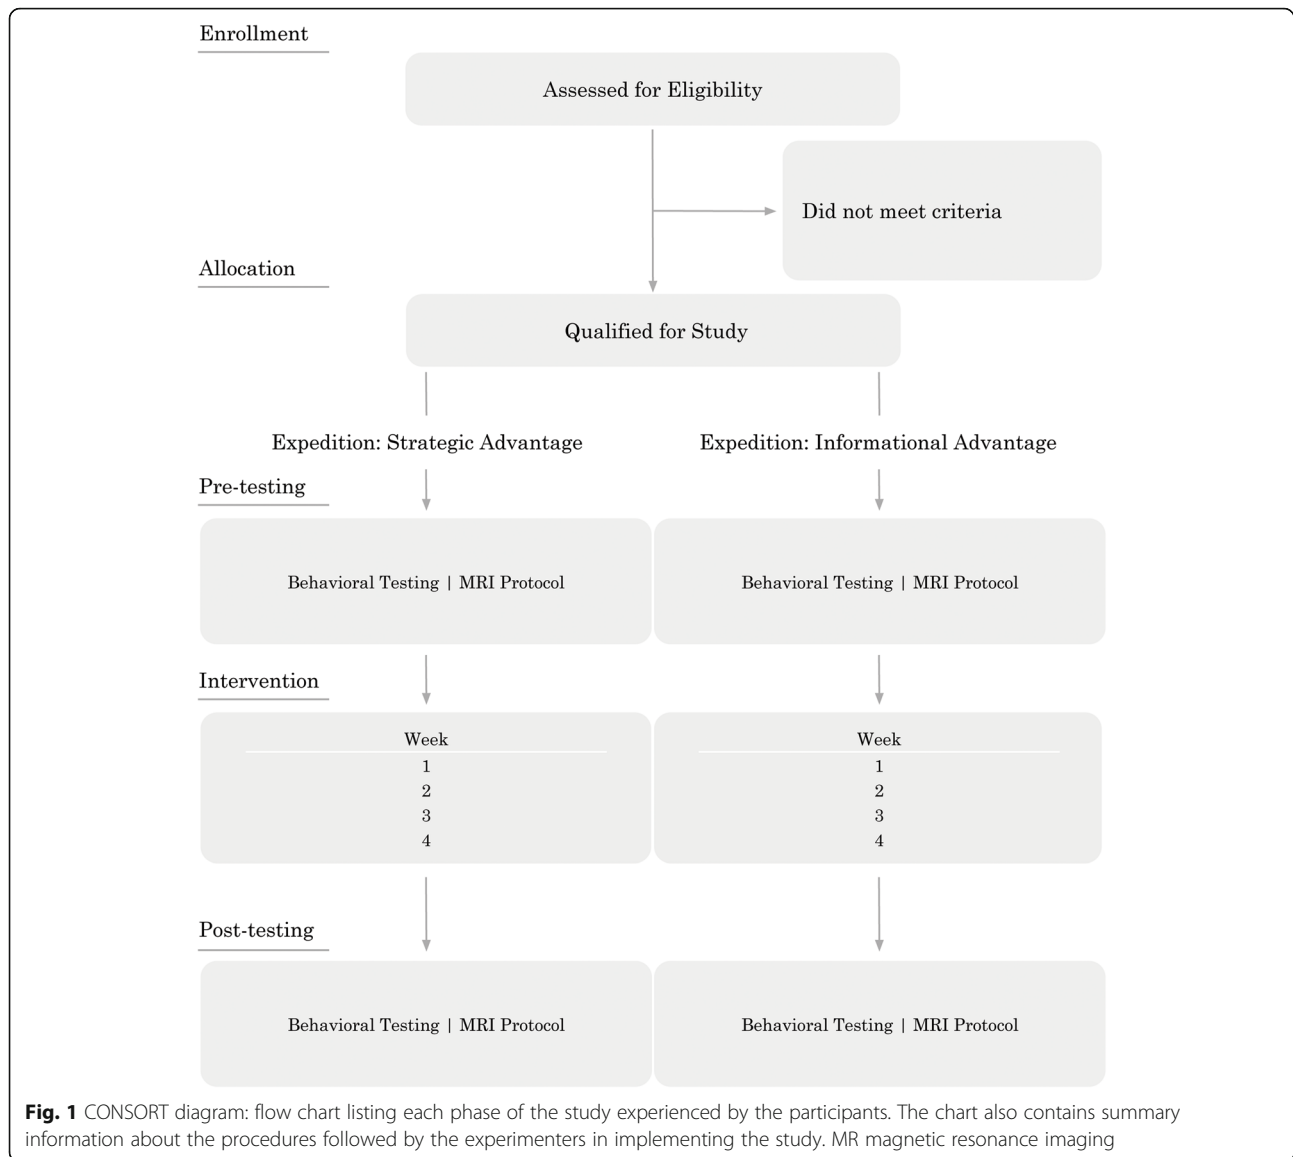 Enrollment
Assessed for Eligibility
Did not meet criteria
Allocation
Qualified for Study
Expedition: Strategic Advantage
Expedition: Informational Advantage
Pre-testing
Behavioral Testing | MRI Protocol
Behavioral Testing | MRI Protocol
Intervention
Week
1
2
3
4
Week
1
2
3
4
Post-testing
Behavioral Testing | MRI Protocol
Behavioral Testing | MRI Protocol
Fig. 1 CONSORT diagram: flow chart listing each phase of the study experienced by the participants. The chart also contains summary
information about the procedures followed by the experimenters in implementing the study. MR magnetic resonance imaging